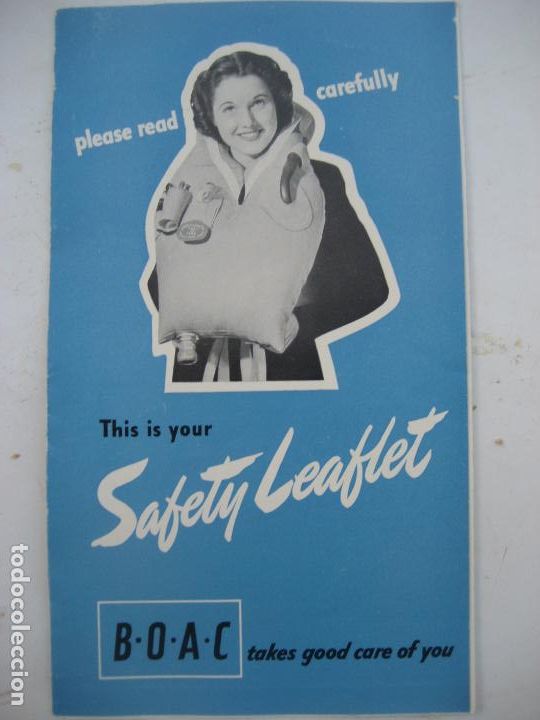 please read carefully
This is your
Safety Leaflet
B·O·A·C takes good care of you
todocoleccion